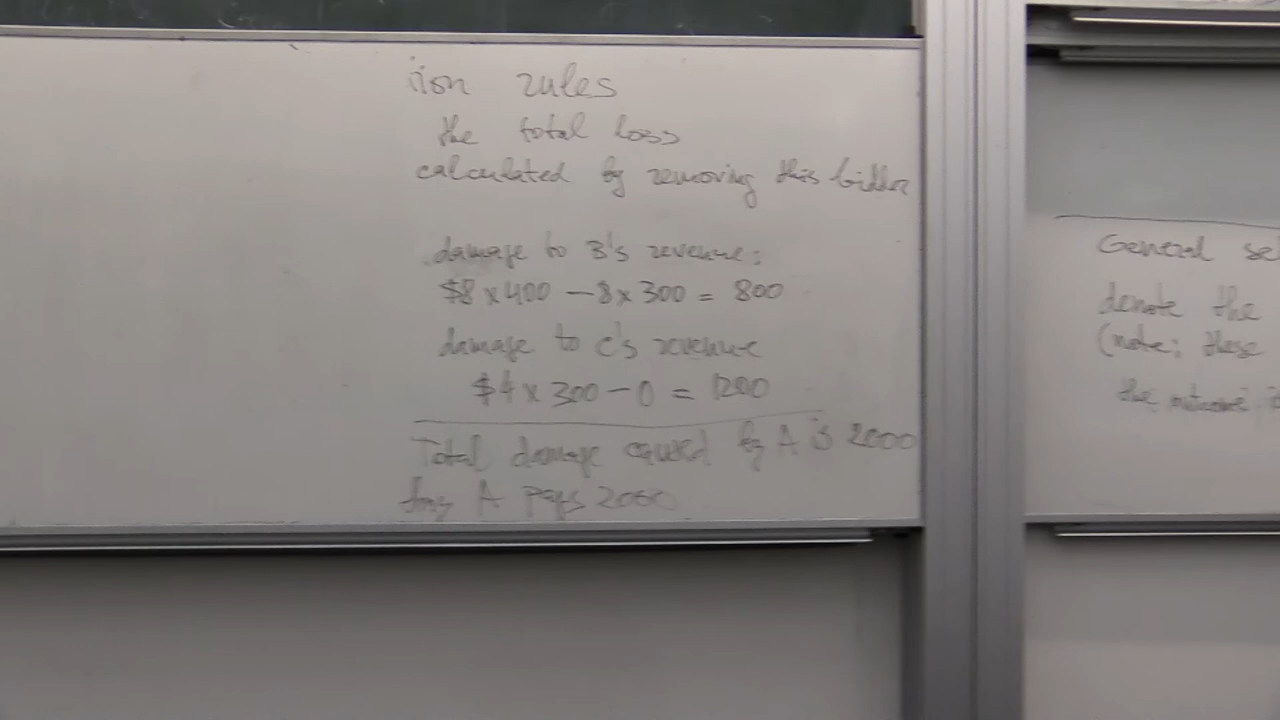 ion rules
the total loss
calculated by removing this bidder
damage to B's revenue:
$8 x 400 - 8 x 300 = 800
damage to C's revenue
$4 x 300 - 0 = 1200
Total damage caused by A is 2000
thus A pays 2000
General se
denote the
(note: these
the